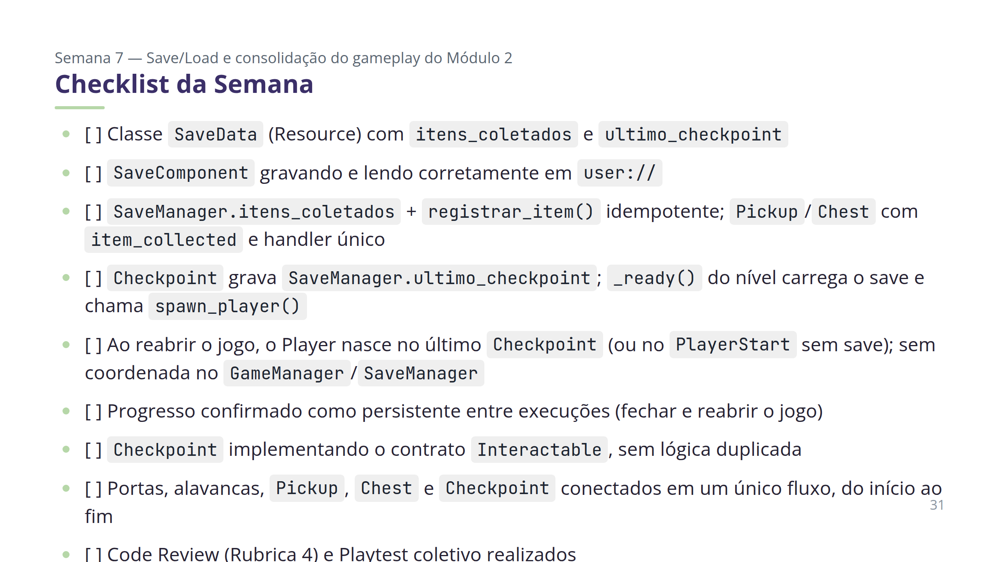 Semana 7 — Save/Load e consolidação do gameplay do Módulo 2
Checklist da Semana
[ ] Classe SaveData (Resource) com itens_coletados e ultimo_checkpoint
[ ] SaveComponent gravando e lendo corretamente em user://
[ ] SaveManager.itens_coletados + registrar_item() idempotente; Pickup/Chest com
item_collected e handler único
[ ] Checkpoint grava SaveManager.ultimo_checkpoint; _ready() do nível carrega o save e
chama spawn_player()
[ ] Ao reabrir o jogo, o Player nasce no último Checkpoint (ou no PlayerStart sem save); sem
coordenada no GameManager/SaveManager
[ ] Progresso confirmado como persistente entre execuções (fechar e reabrir o jogo)
[ ] Checkpoint implementando o contrato Interactable, sem lógica duplicada
[ ] Portas, alavancas, Pickup, Chest e Checkpoint conectados em um único fluxo, do início ao
fim
31
[ ] Code Review (Rubrica 4) e Playtest coletivo realizados